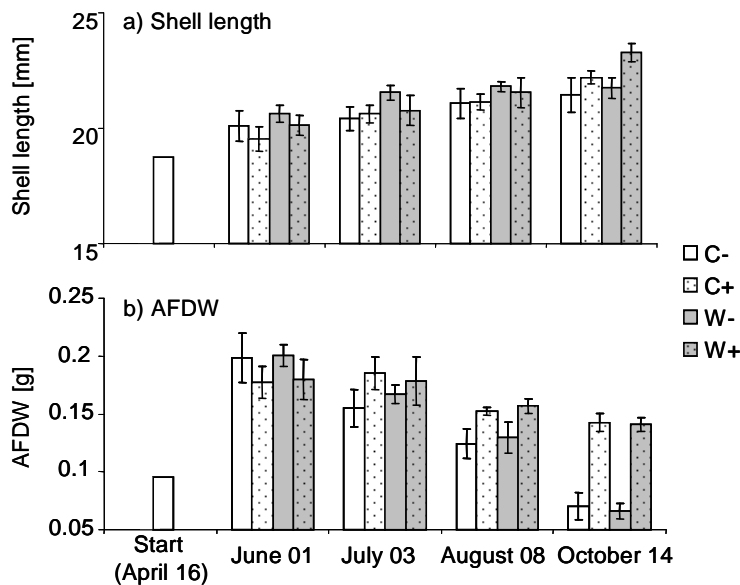 a) Shell length
Shell length [mm]
25
20
15
C-
C+
W-
W+
b) AFDW
AFDW [g]
0.25
0.2
0.15
0.1
0.05
Start
(April 16)
June 01
July 03
August 08
October 14